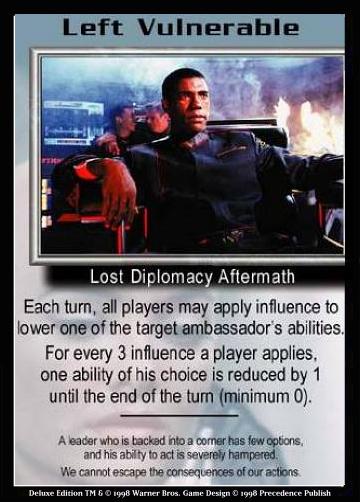 Left Vulnerable
Lost Diplomacy Aftermath
Each turn, all players may apply influence to
lower one of the target ambassador's abilities.
For every 3 influence a player applies,
one ability of his choice is reduced by 1
until the end of the turn (minimum 0).
A leader who is backed into a corner has few options,
and his ability to act is severely hampered.
We cannot escape the consequences of our actions.
Deluxe Edition TM & © 1998 Warner Bros. Game Design © 1998 Precedence Publish